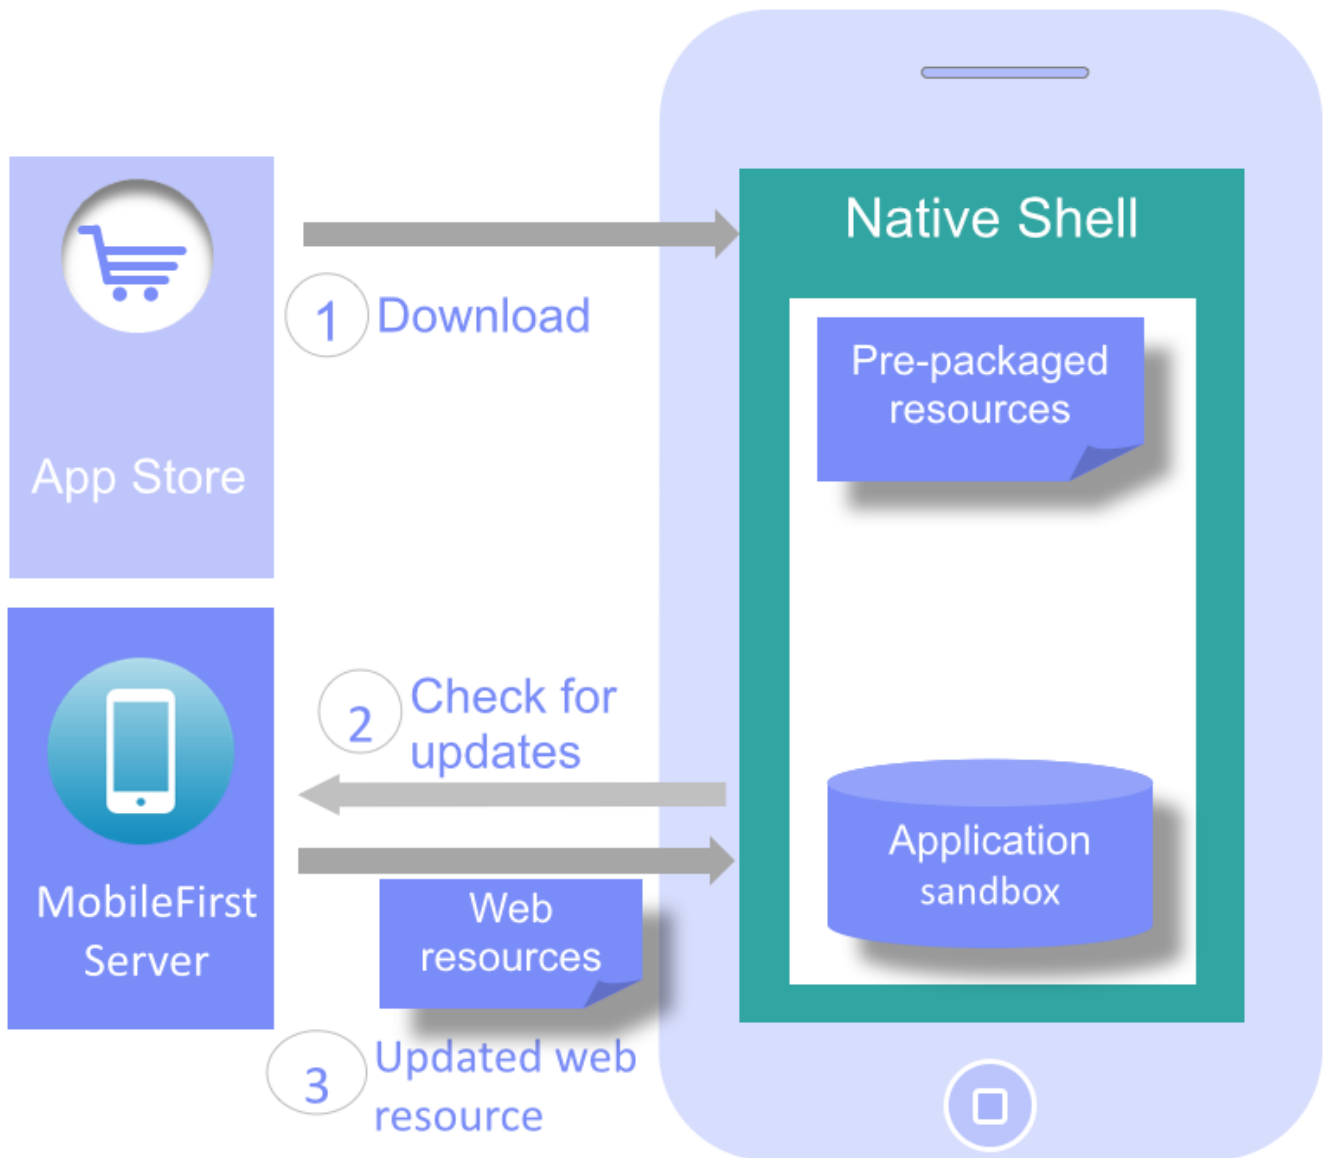 App Store
1
Download
Native Shell
Pre-packaged
resources
MobileFirst
Server
2
Check for
updates
Web
resources
3
Updated web
resource
Application
sandbox